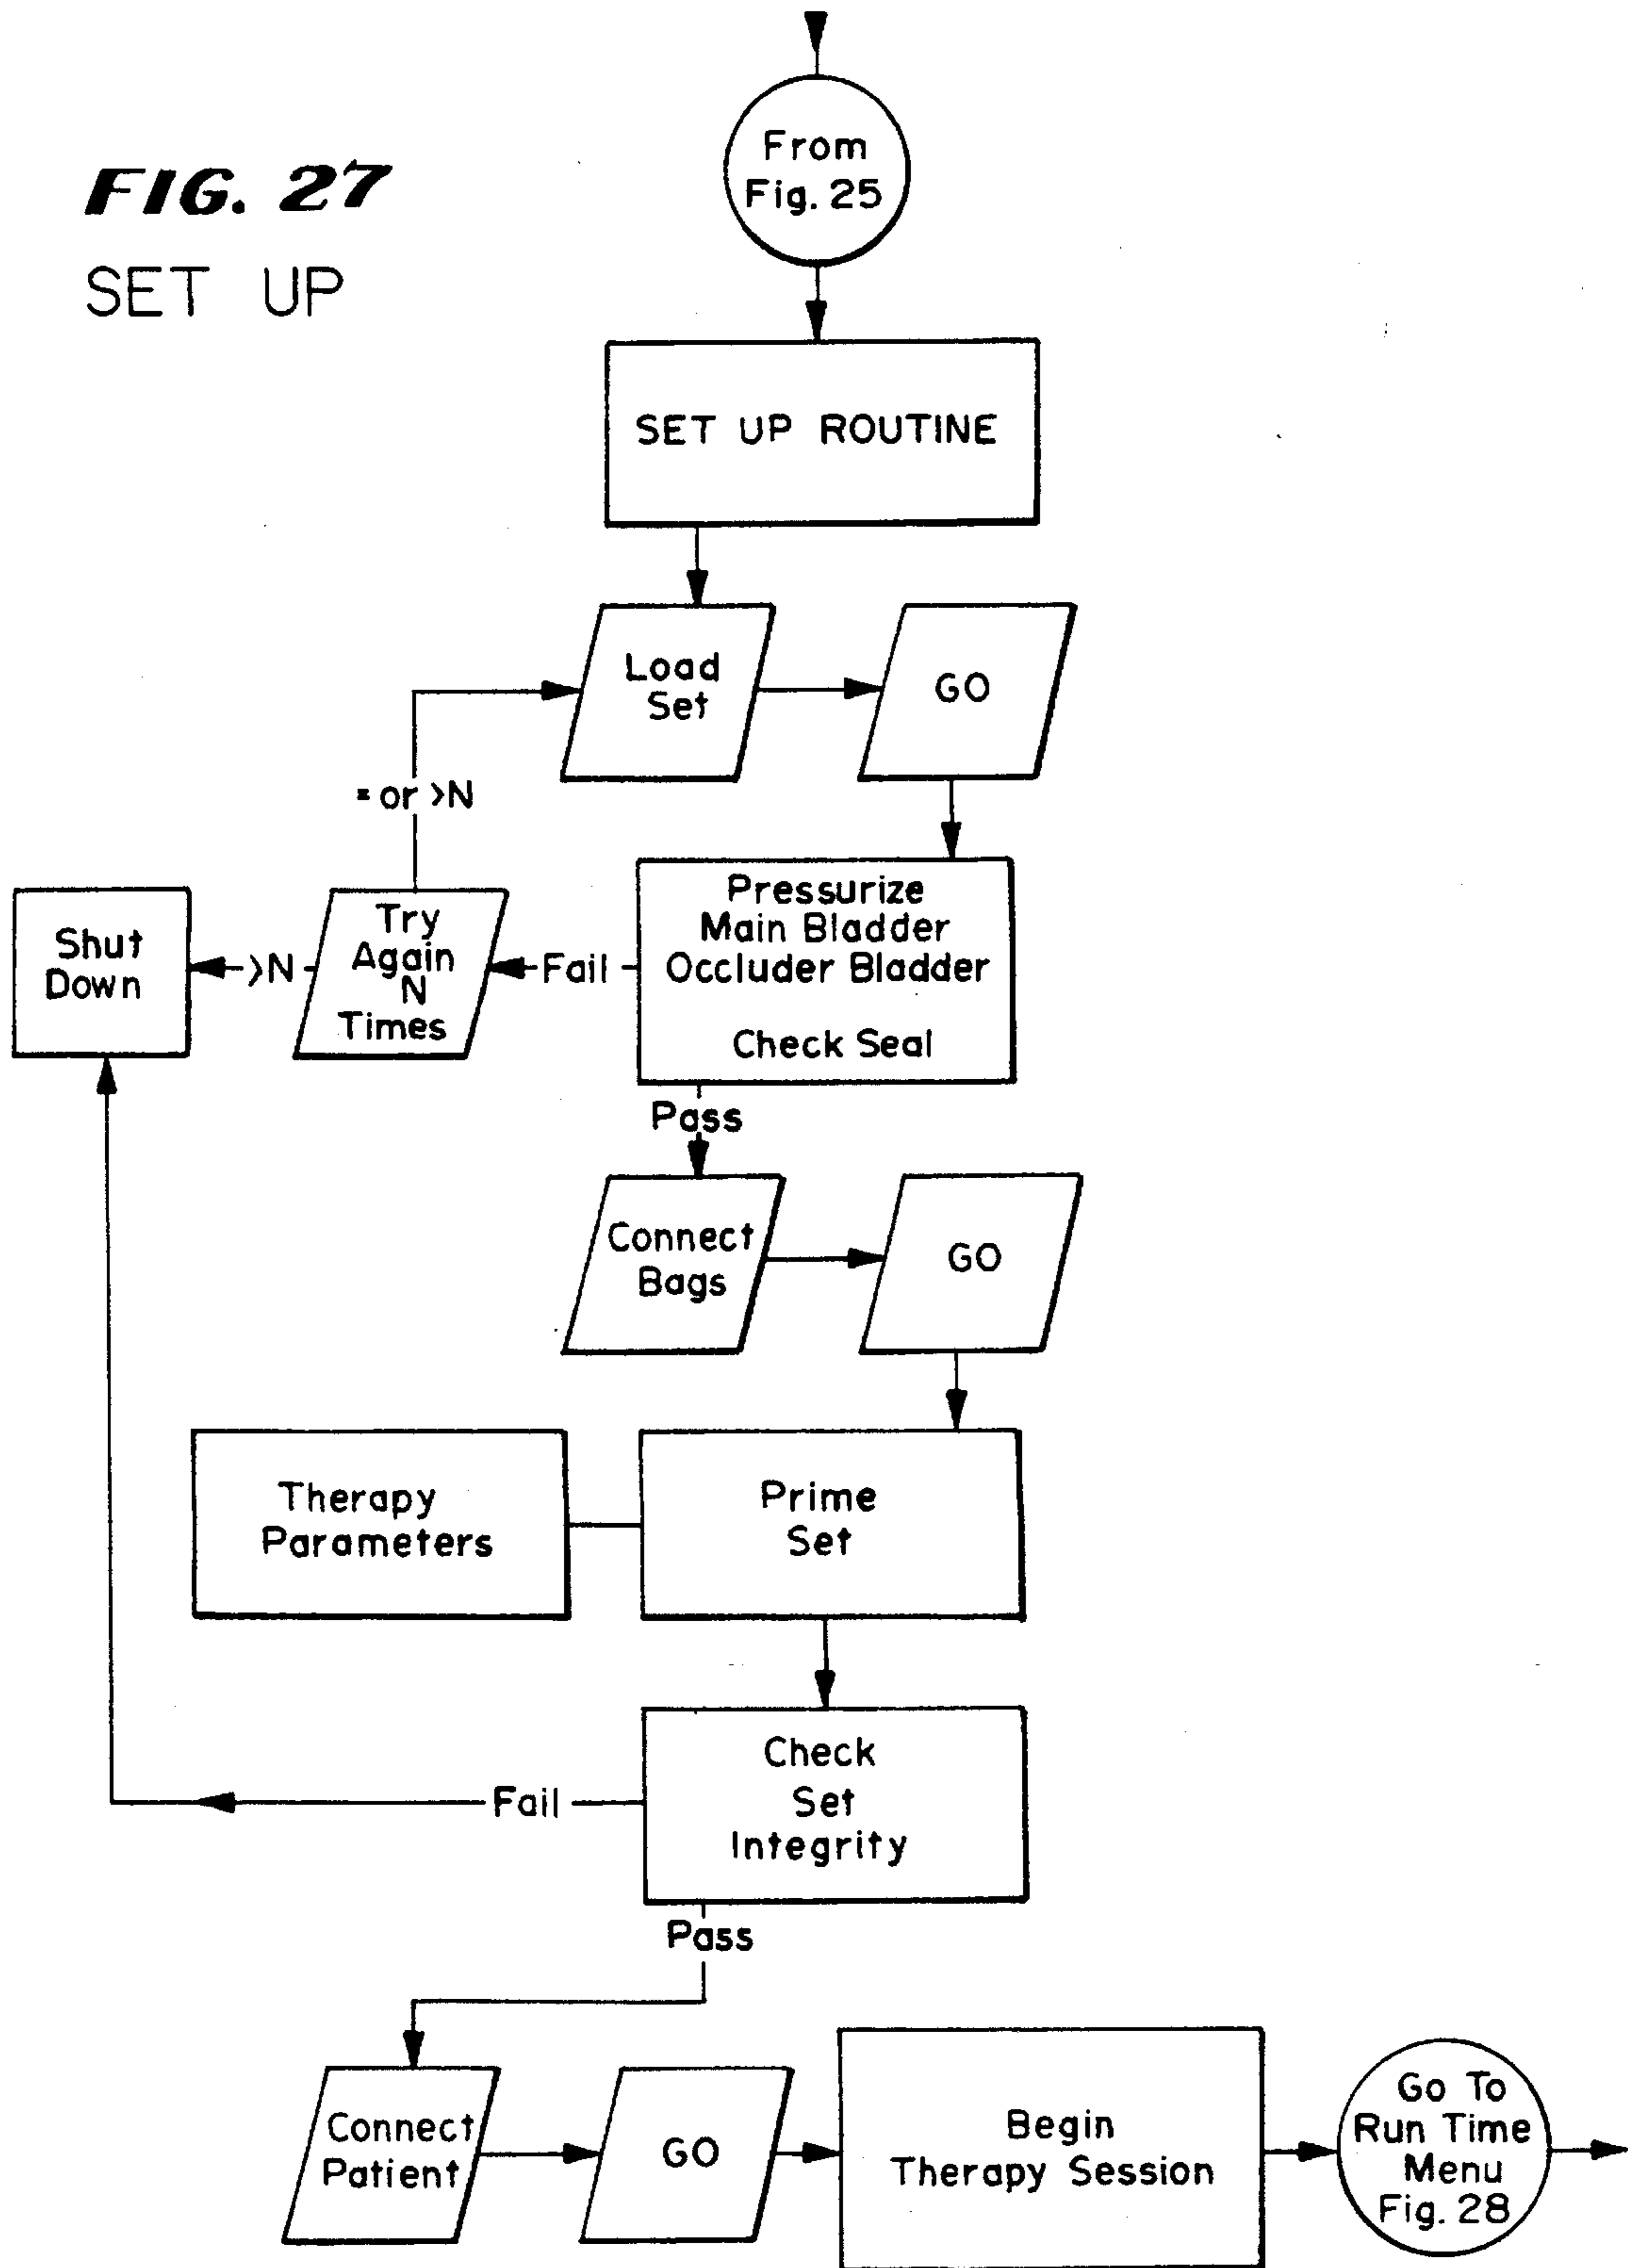 FIG. 27
SET UP
From
Fig. 25
SET UP ROUTINE
Load
Set
GO
= or >N
Pressurize
Main Bladder
Occluder Bladder
Check Seal
Fail
Try
Again
N
Times
>N
Shut
Down
Pass
Connect
Bags
GO
Therapy
Parameters
Prime
Set
Check
Set
Integrity
Fail
Pass
Connect
Patient
GO
Begin
Therapy Session
Go To
Run Time
Menu
Fig. 28